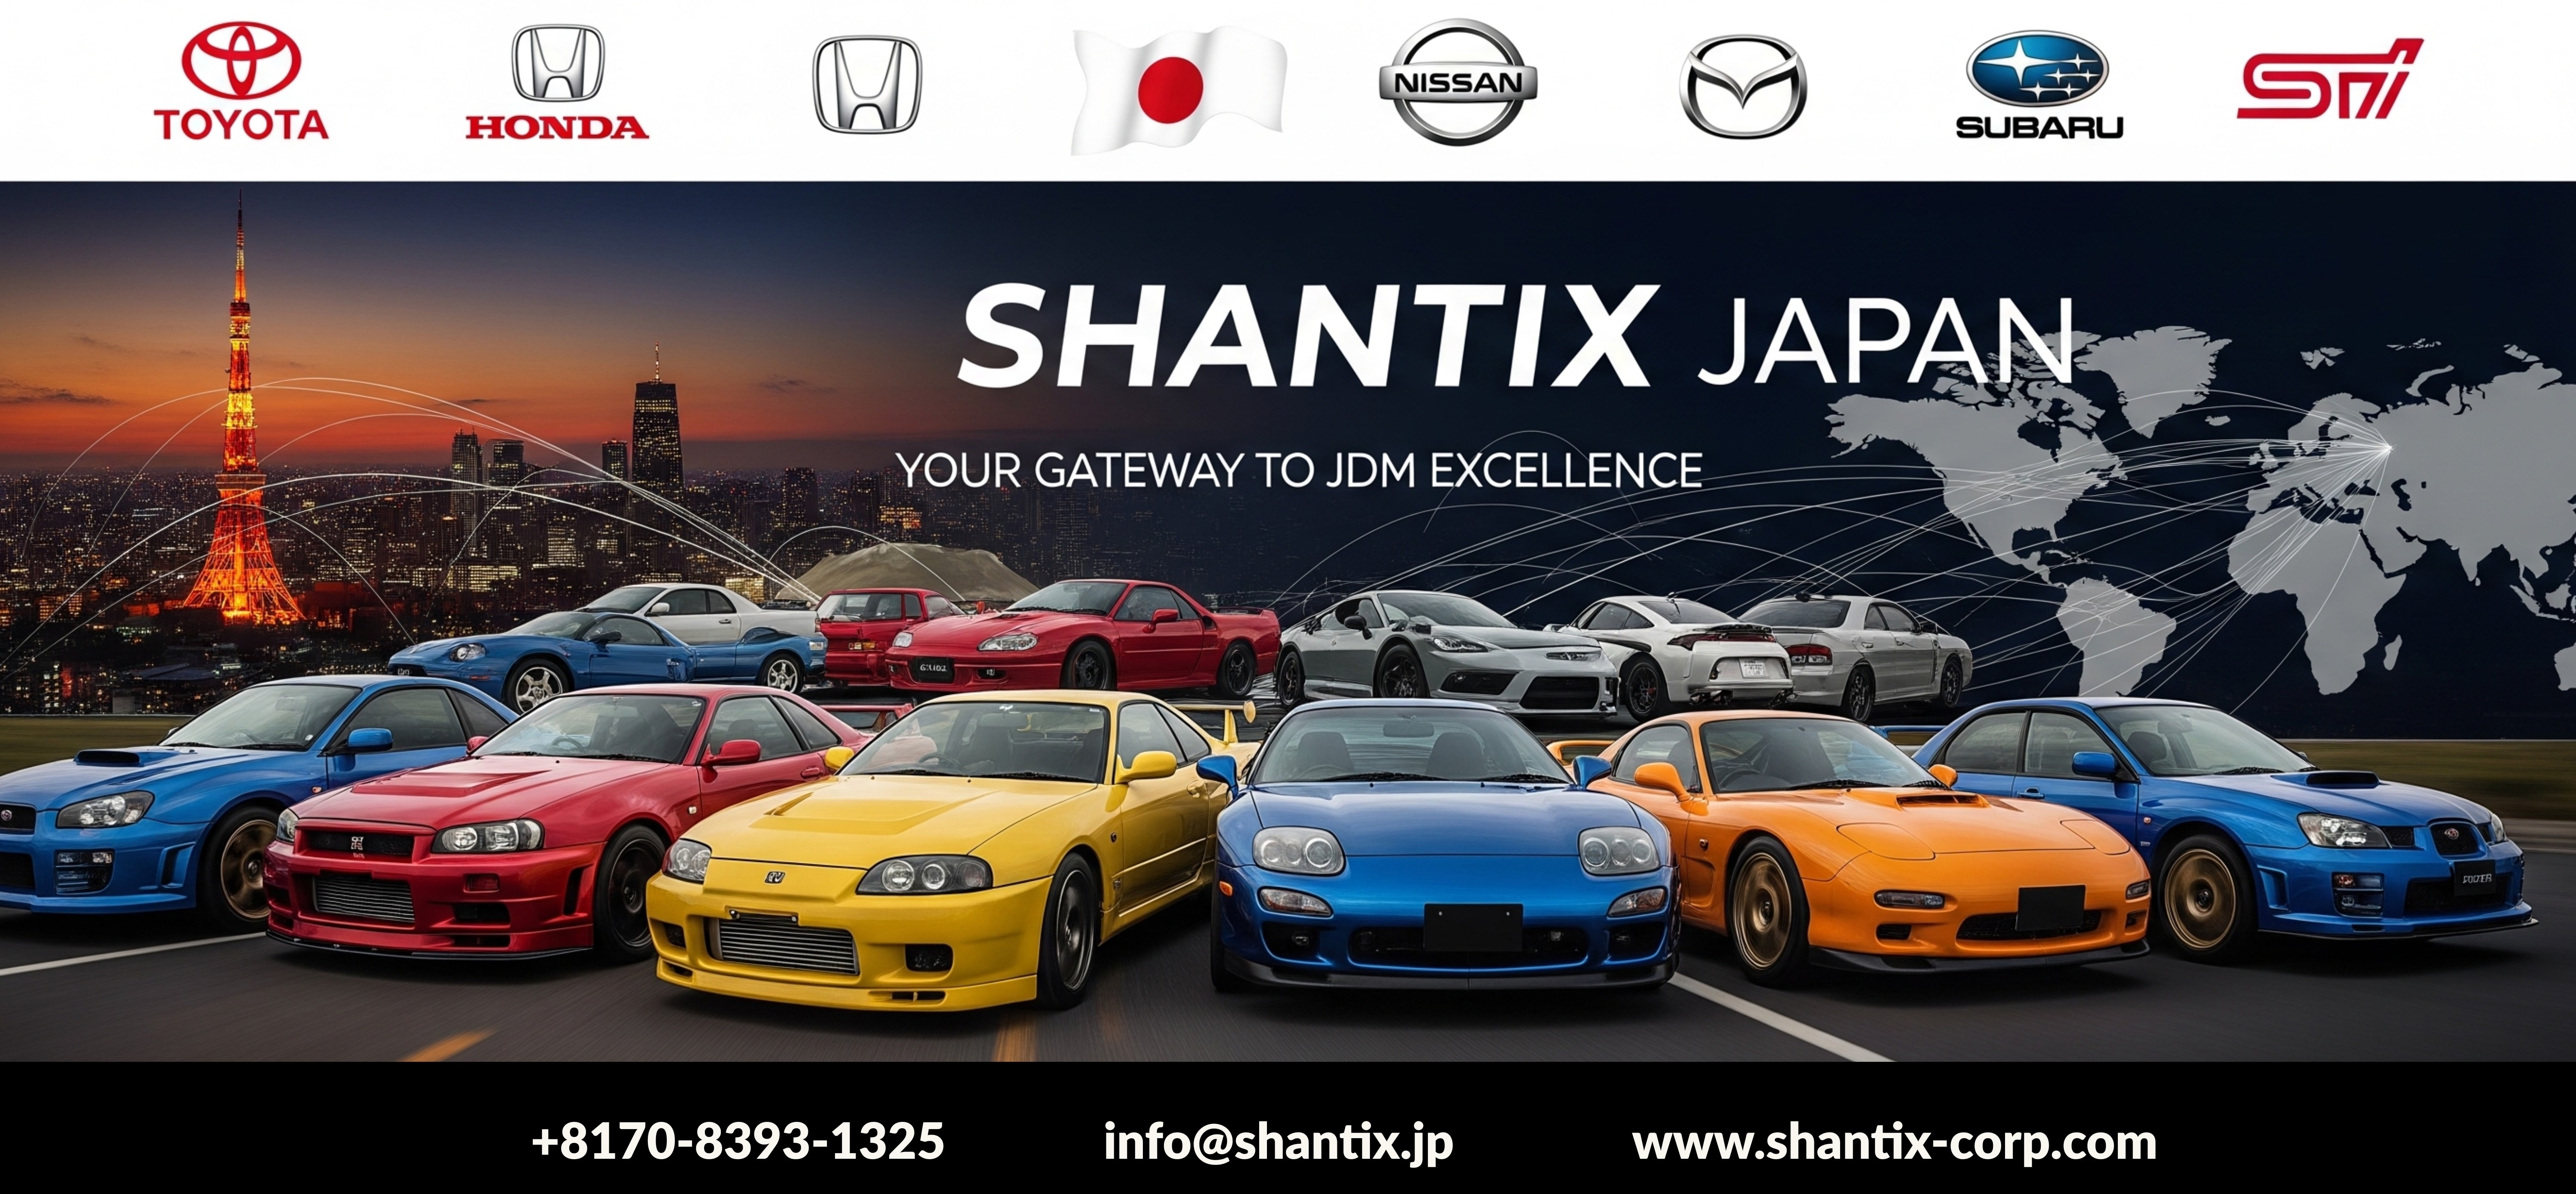 TOYOTA
HONDA
NISSAN
SUBARU
STI
SHANTIX JAPAN
YOUR GATEWAY TO JDM EXCELLENCE
+8170-8393-1325
info@shantix.jp
www.shantix-corp.com